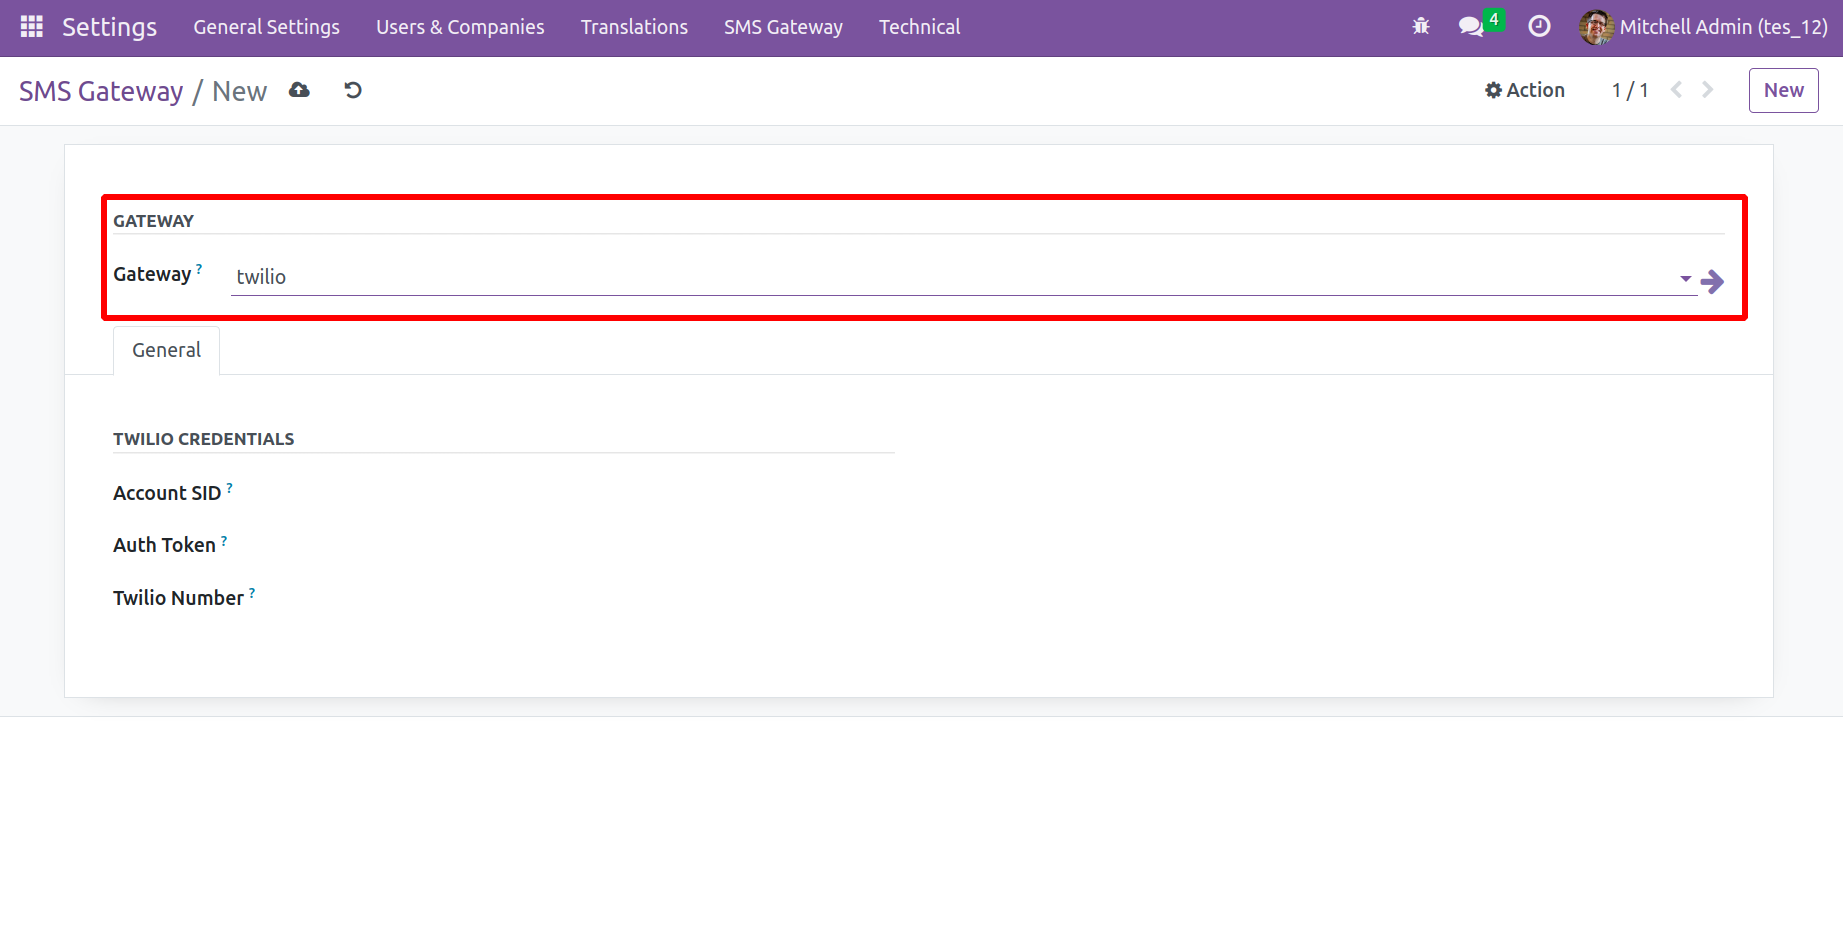 Settings General Settings Users & Companies Translations SMS Gateway Technical 4 Mitchell Admin (tes_12)
SMS Gateway / New Action 1 / 1 New
GATEWAY
Gateway ? twilio
General
TWILIO CREDENTIALS
Account SID ?
Auth Token ?
Twilio Number ?